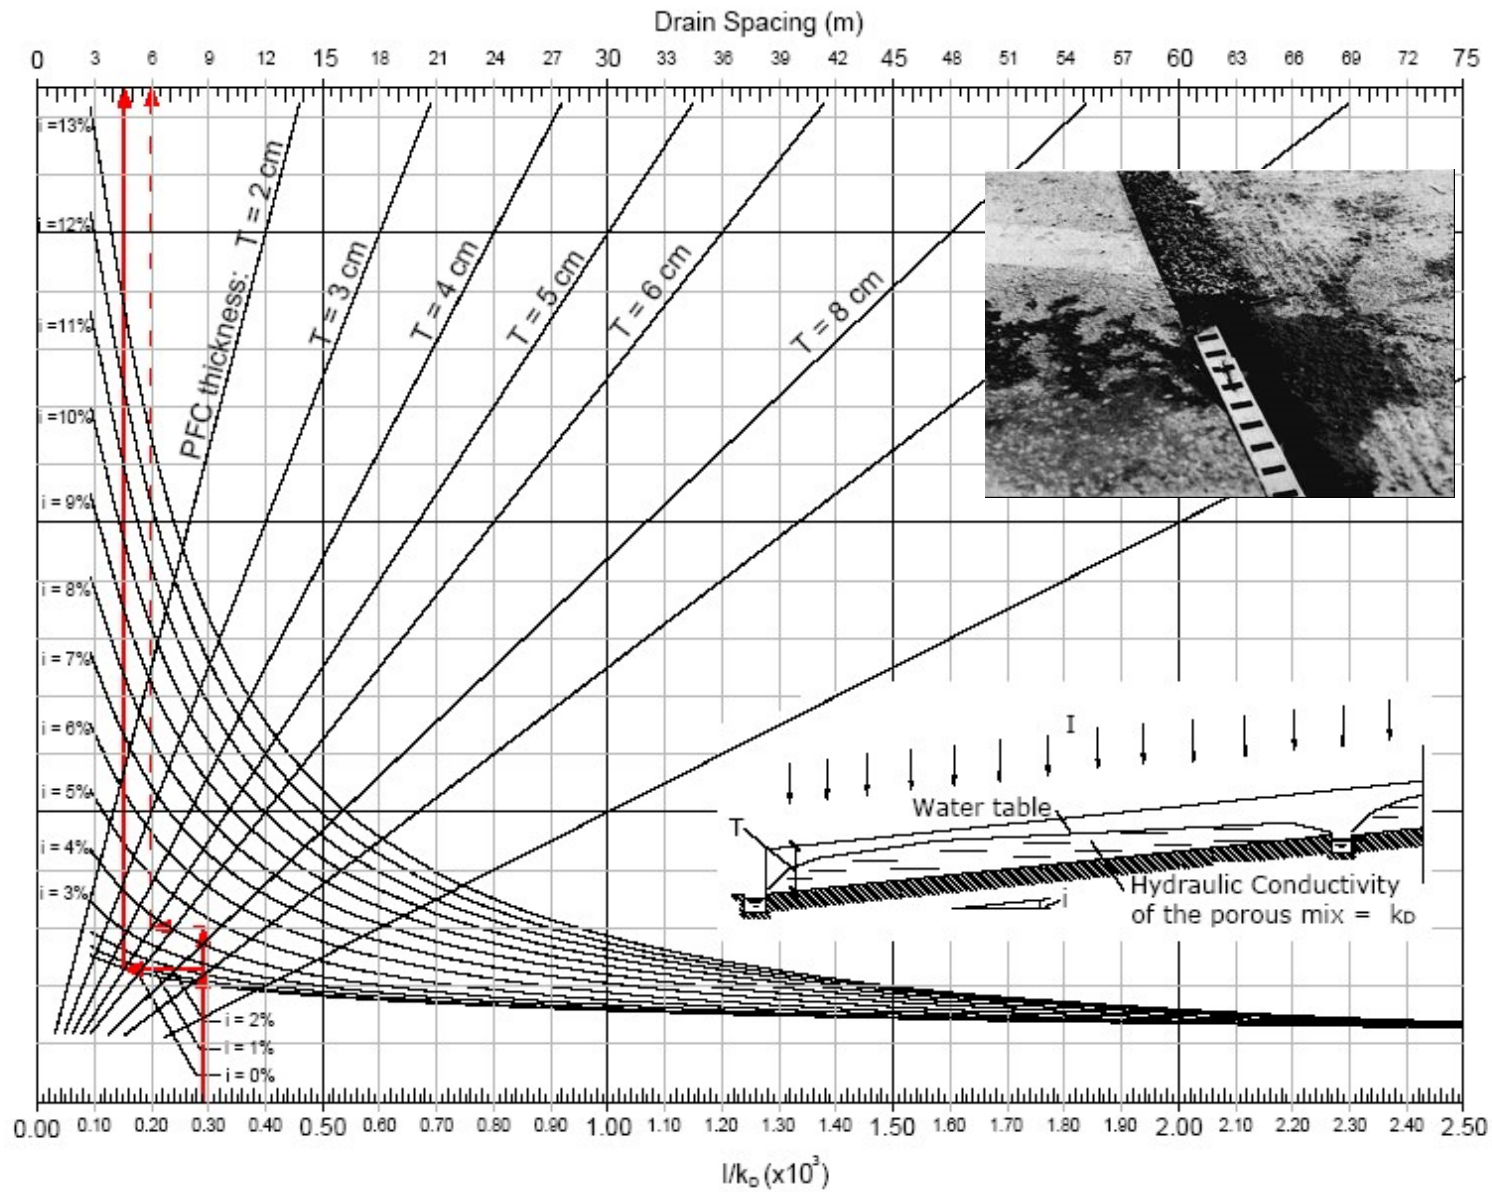 Drain Spacing (m)
0 3 6 9 12 15 18 21 24 27 30 33 36 39 42 45 48 51 54 57 60 63 66 69 72 75
i =13%
i =12%
i =11%
i =10%
i = 9%
i = 8%
i = 7%
i = 6%
i = 5%
i = 4%
i = 3%
i = 2%
i = 1%
i = 0%
PFC thickness: T = 2 cm
T = 3 cm
T = 4 cm
T = 5 cm
T = 6 cm
T = 8 cm
I
Water table
T
Hydraulic Conductivity
of the porous mix = kD
i
0.00 0.10 0.20 0.30 0.40 0.50 0.60 0.70 0.80 0.90 1.00 1.10 1.20 1.30 1.40 1.50 1.60 1.70 1.80 1.90 2.00 2.10 2.20 2.30 2.40 2.50
I/kD (x10³)